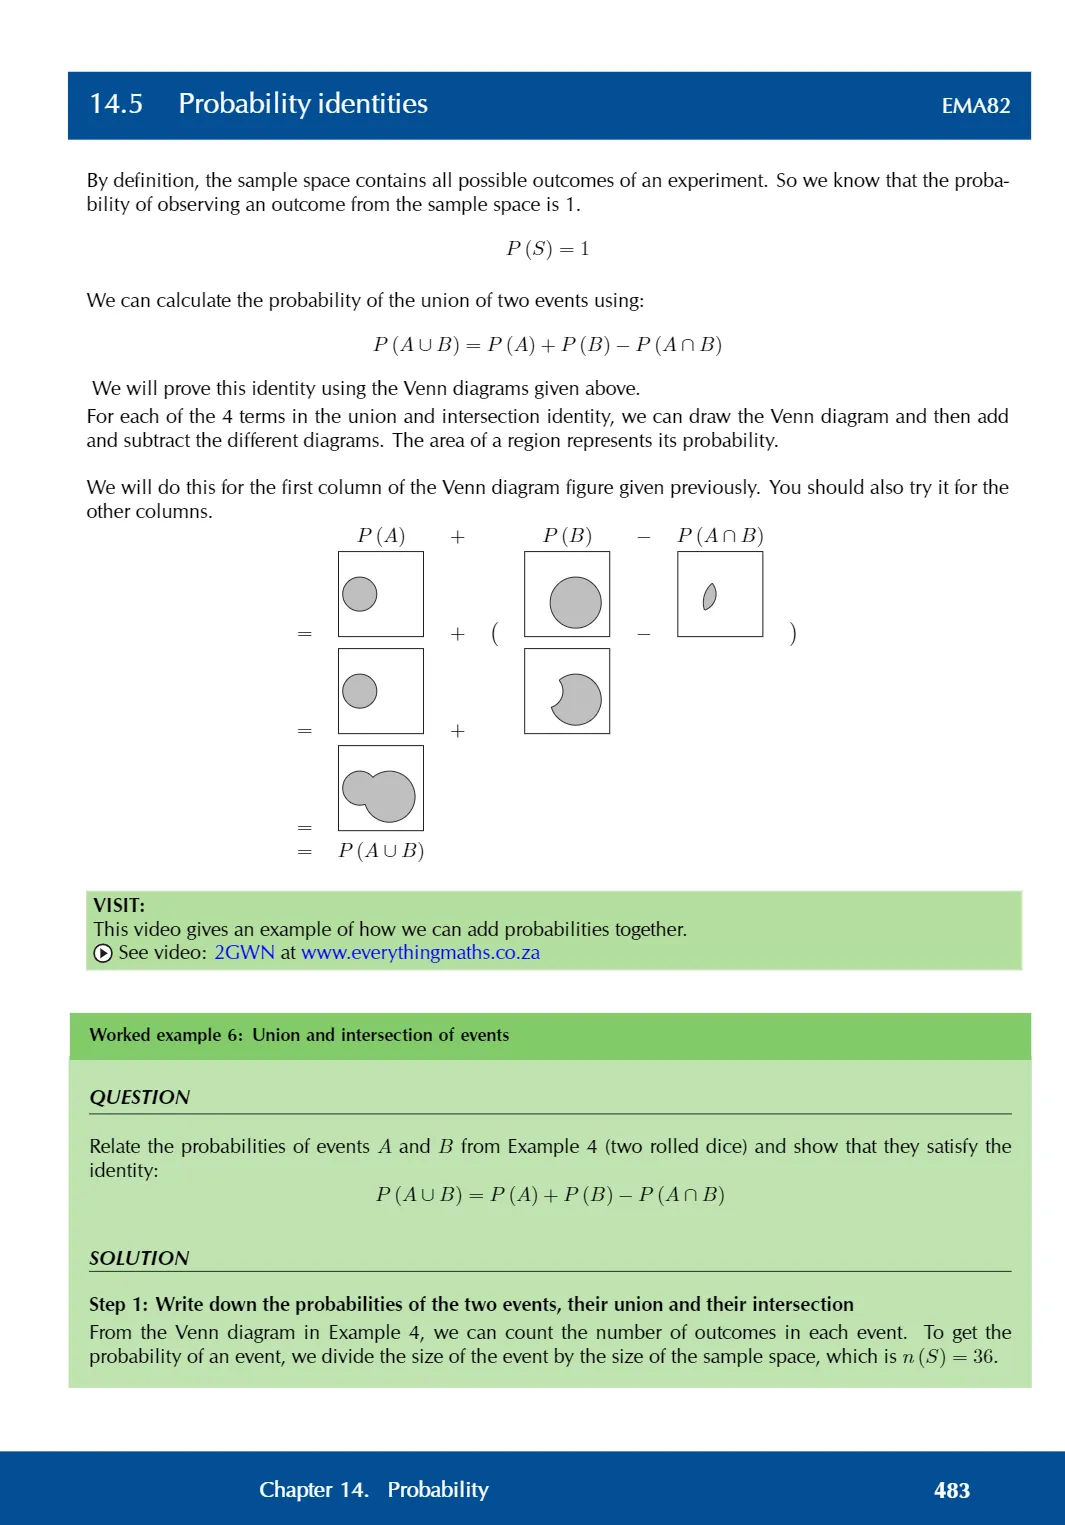 14.5 Probability identities EMA82
By definition, the sample space contains all possible outcomes of an experiment. So we know that the proba-
bility of observing an outcome from the sample space is 1.
P (S) = 1
We can calculate the probability of the union of two events using:
P (A ∪ B) = P (A) + P (B) − P (A ∩ B)
We will prove this identity using the Venn diagrams given above.
For each of the 4 terms in the union and intersection identity, we can draw the Venn diagram and then add
and subtract the different diagrams. The area of a region represents its probability.
We will do this for the first column of the Venn diagram figure given previously. You should also try it for the
other columns.
P (A) + P (B) − P (A ∩ B)
= + ( − )
= +
=
= P (A ∪ B)
VISIT:
This video gives an example of how we can add probabilities together.
See video: 2GWN at www.everythingmaths.co.za
Worked example 6: Union and intersection of events
QUESTION
Relate the probabilities of events A and B from Example 4 (two rolled dice) and show that they satisfy the
identity:
P (A ∪ B) = P (A) + P (B) − P (A ∩ B)
SOLUTION
Step 1: Write down the probabilities of the two events, their union and their intersection
From the Venn diagram in Example 4, we can count the number of outcomes in each event. To get the
probability of an event, we divide the size of the event by the size of the sample space, which is n (S) = 36.
Chapter 14. Probability 483